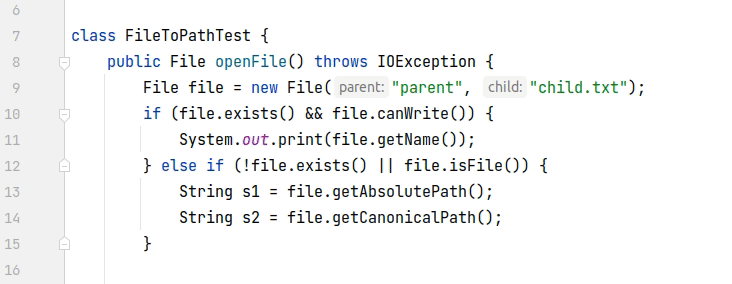 6
7 class FileToPathTest {
8 public File openFile() throws IOException {
9 File file = new File( parent: "parent", child: "child.txt");
10 if (file.exists() && file.canWrite()) {
11 System.out.print(file.getName());
12 } else if (!file.exists() || file.isFile()) {
13 String s1 = file.getAbsolutePath();
14 String s2 = file.getCanonicalPath();
15 }
16